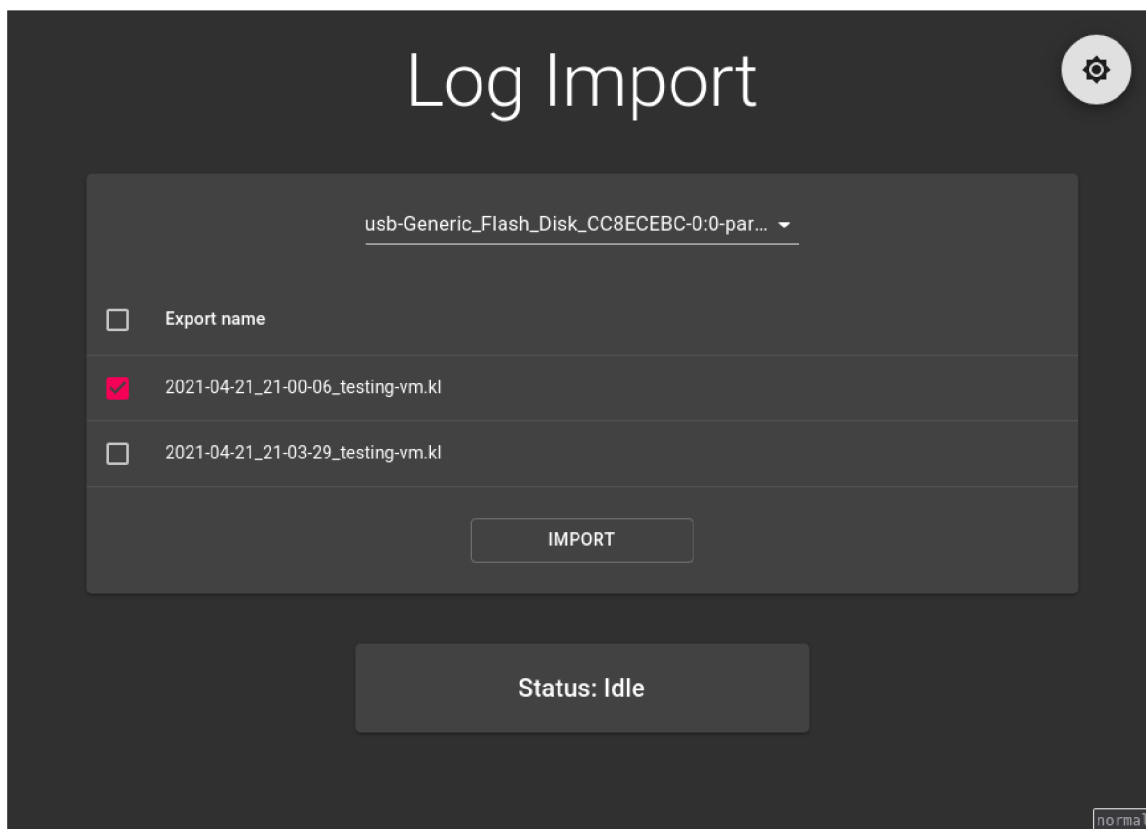 Log Import
usb-Generic_Flash_Disk_CC8ECEBC-0:0-par...
Export name
2021-04-21_21-00-06_testing-vm.kl
2021-04-21_21-03-29_testing-vm.kl
IMPORT
Status: Idle
normal